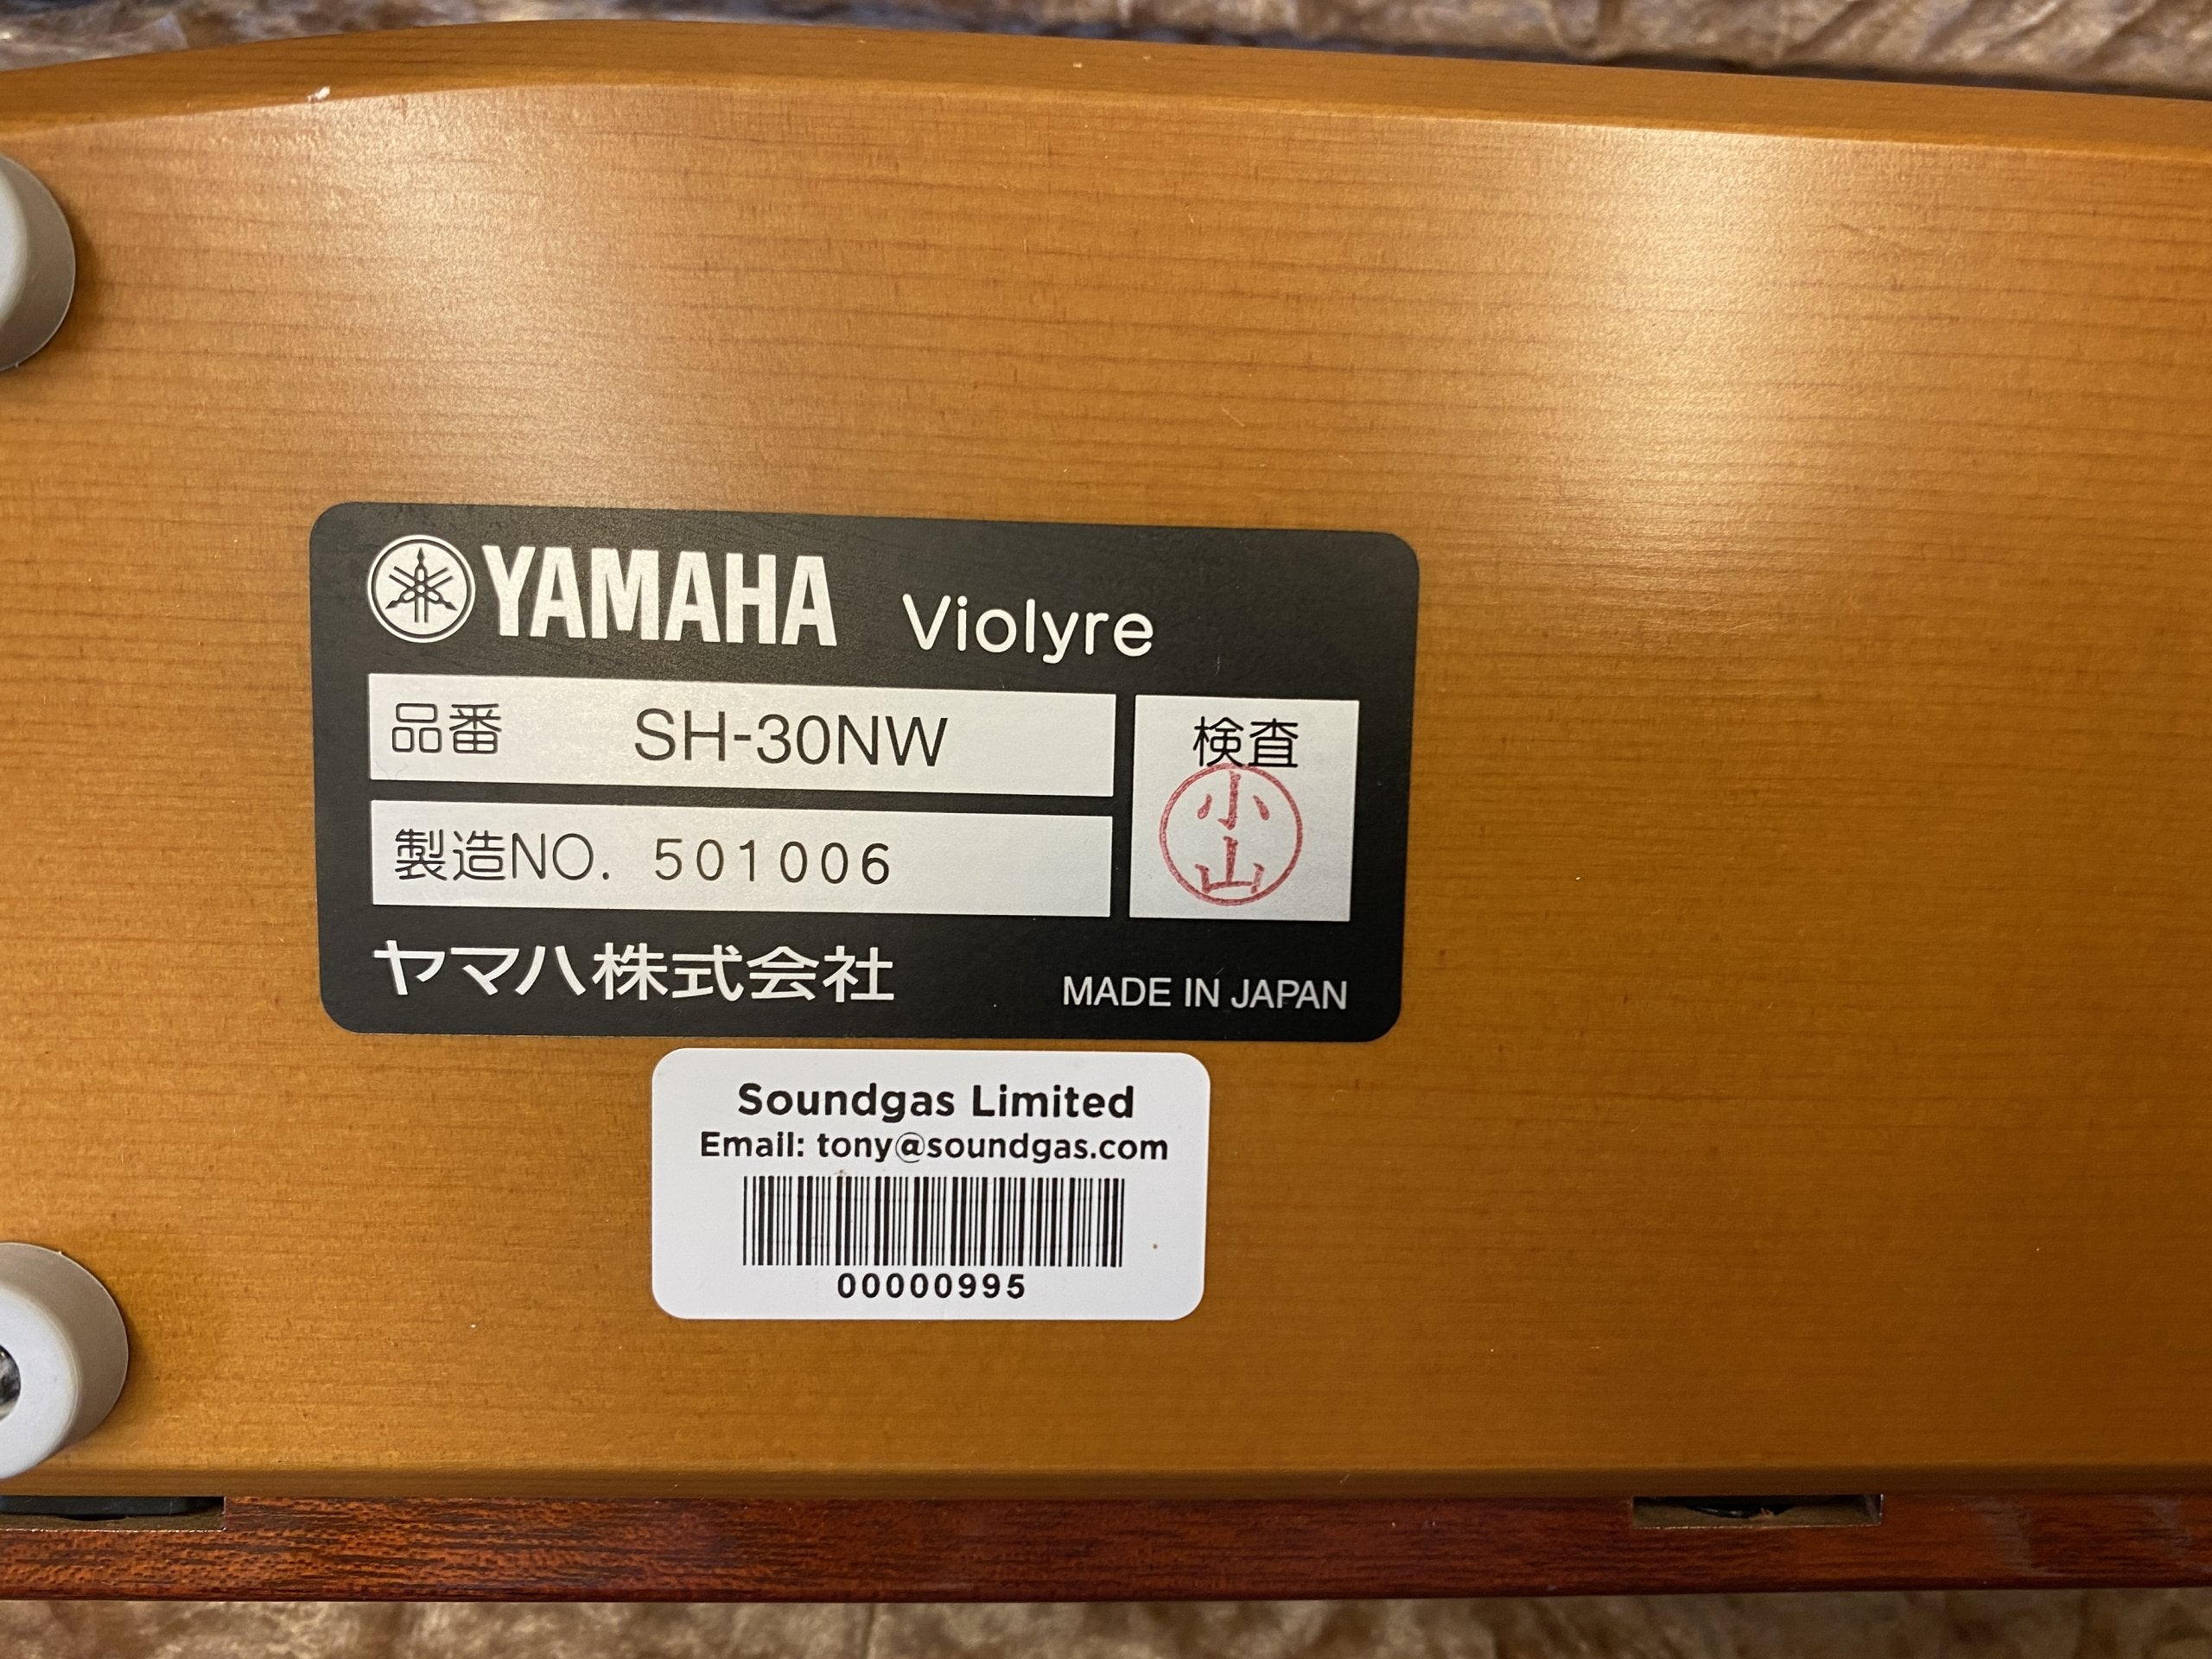 YAMAHA Violyre
品番 SH-30NW
検査
小山
製造NO. 501006
ヤマハ株式会社
MADE IN JAPAN
Soundgas Limited
Email: tony@soundgas.com
00000995